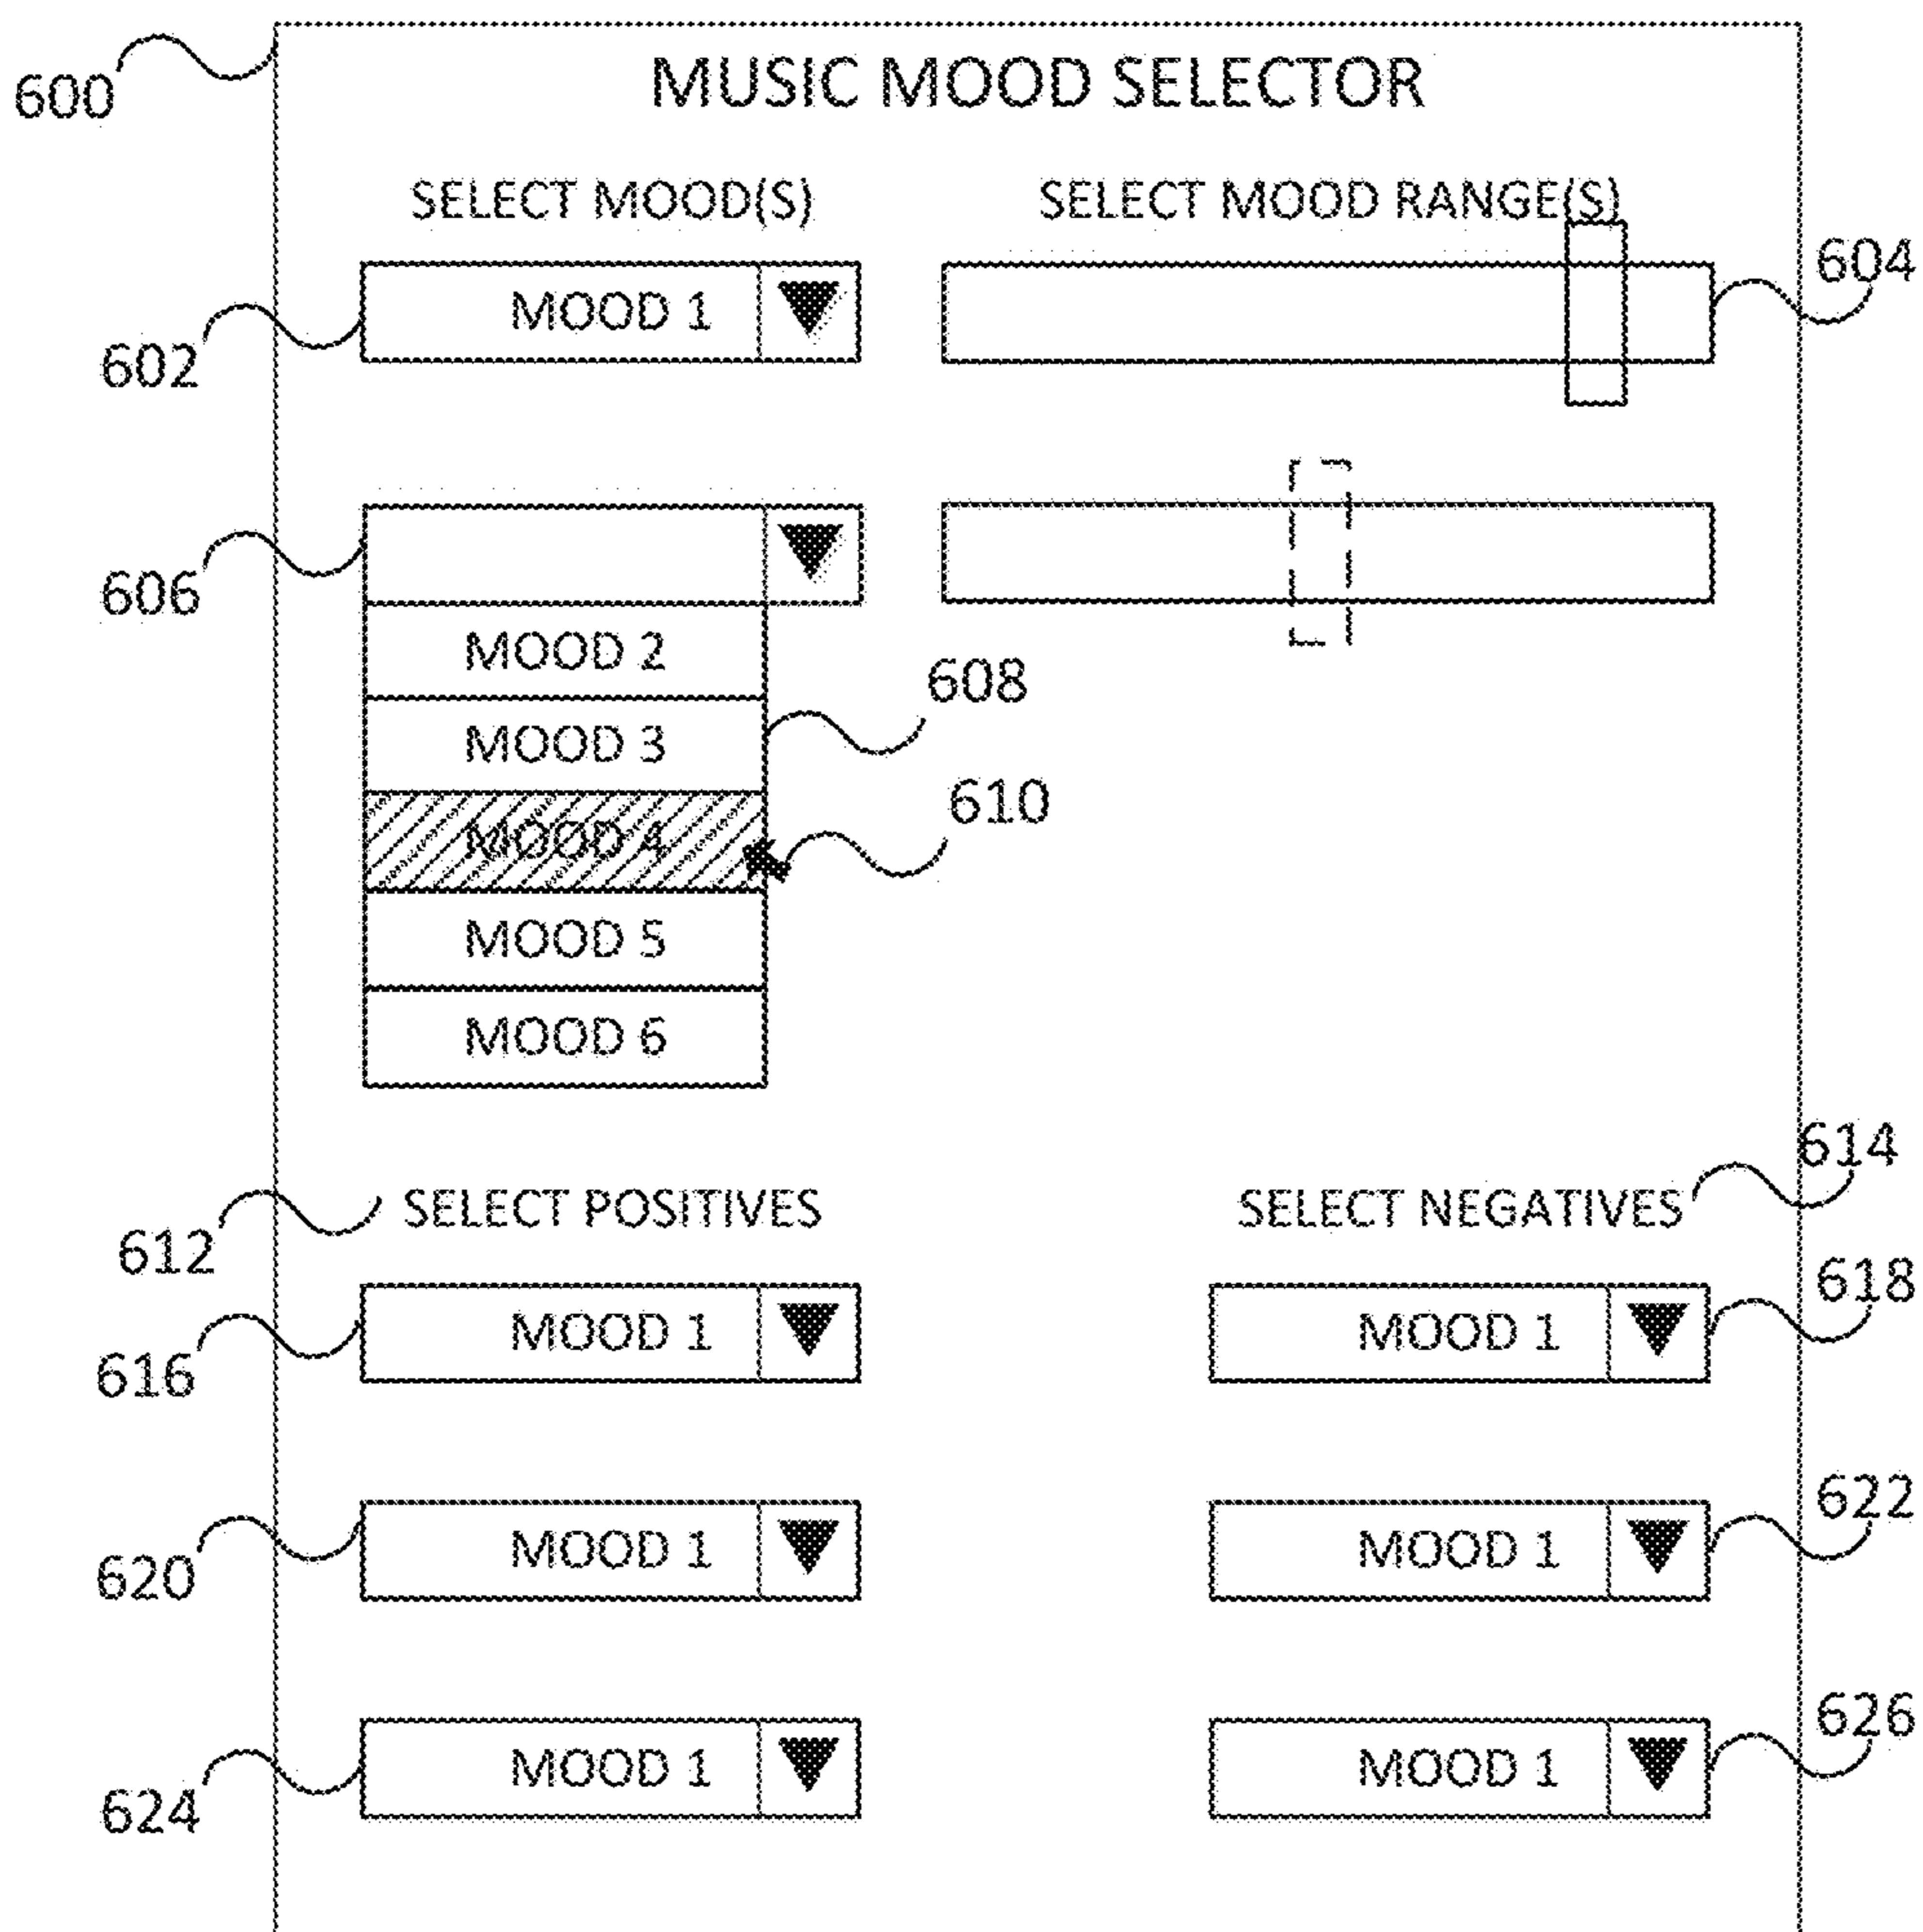 600
MUSIC MOOD SELECTOR
SELECT MOOD(S) SELECT MOOD RANGE(S)
604
MOOD 1
602
606
MOOD 2
608
MOOD 3
610
MOOD 4
MOOD 5
MOOD 6
614
SELECT POSITIVES SELECT NEGATIVES
612
618
MOOD 1 MOOD 1
616
622
MOOD 1 MOOD 1
620
626
MOOD 1 MOOD 1
624